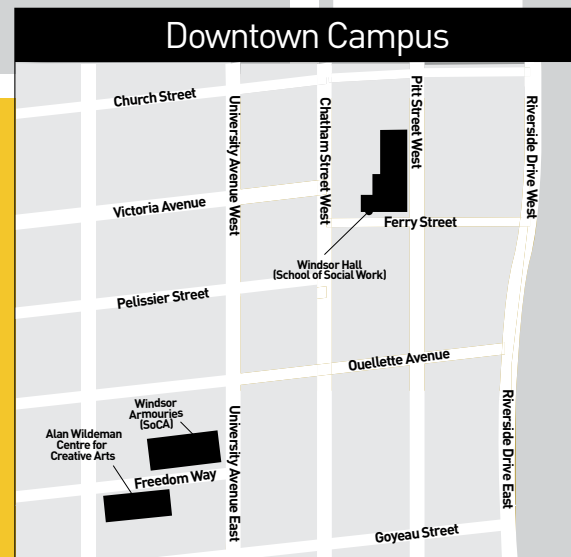 Downtown Campus
Church Street
University Avenue West
Chatham Street West
Pitt Street West
Riverside Drive West
Victoria Avenue
Ferry Street
Windsor Hall
(School of Social Work)
Pelissier Street
Ouellette Avenue
Windsor
Armouries
(SoCA)
Alan Wildeman
Centre for
Creative Arts
Freedom Way
University Avenue East
Riverside Drive East
Goyeau Street